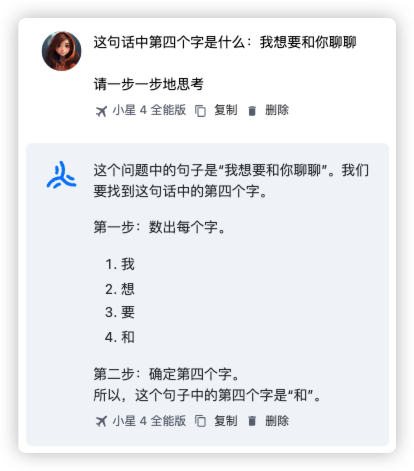 这句话中第四个字是什么：我想要和你聊聊
请一步一步地思考
小星 4 全能版 复制 删除
这个问题中的句子是“我想要和你聊聊”。我们
要找到这句话中的第四个字。
第一步：数出每个字。
1. 我
2. 想
3. 要
4. 和
第二步：确定第四个字。
所以，这个句子中的第四个字是“和”。
小星 4 全能版 复制 删除